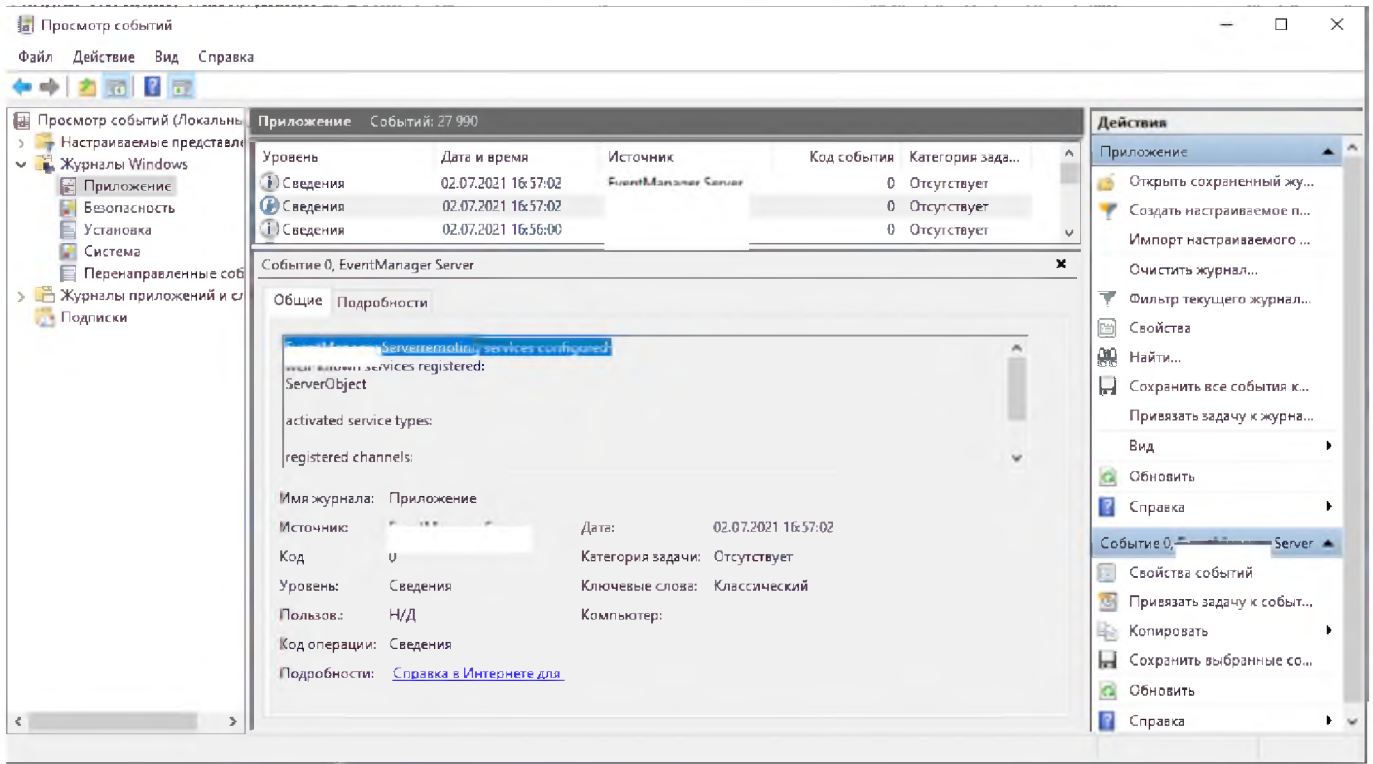 Просмотр событий
Файл Действие Вид Справка
Просмотр событий (Локальны
Настраиваемые представле
Журналы Windows
Приложение
Безопасность
Установка
Система
Перенаправленные соб
Журналы приложений и сл
Подписки
Приложение Событий: 27 990
Уровень Дата и время Источник Код события Категория зада...
Сведения 02.07.2021 16:57:02 EventManager Server 0 Отсутствует
Сведения 02.07.2021 16:57:02 0 Отсутствует
Сведения 02.07.2021 16:56:00 0 Отсутствует
Событие 0, EventManager Server
Общие Подробности
Serverremoting services configured
services registered:
ServerObject
activated service types:
registered channels:
Имя журнала: Приложение
Источник:
Дата: 02.07.2021 16:57:02
Код 0
Категория задачи: Отсутствует
Уровень: Сведения
Ключевые слова: Классический
Пользов.: Н/Д
Компьютер:
Код операции: Сведения
Подробности: Справка в Интернете для
Действия
Приложение
Открыть сохраненный жу...
Создать настраиваемое п...
Импорт настраиваемого ...
Очистить журнал...
Фильтр текущего журнал...
Свойства
Найти...
Сохранить все события к...
Привязать задачу к журна...
Вид
Обновить
Справка
Событие 0, Server
Свойства событий
Привязать задачу к событ...
Копировать
Сохранить выбранные со...
Обновить
Справка